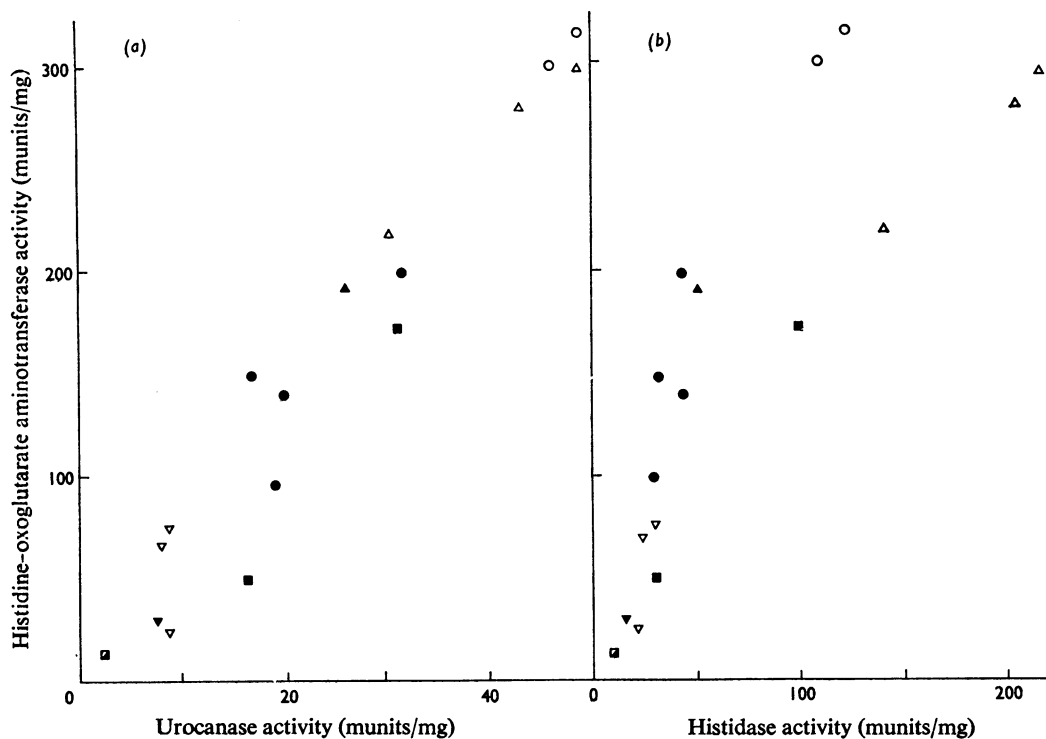 (a)
(b)
Histidine–oxoglutarate aminotransferase activity (munits/mg)
300
200
100
0
20
40
0
100
200
Urocanase activity (munits/mg)
Histidase activity (munits/mg)